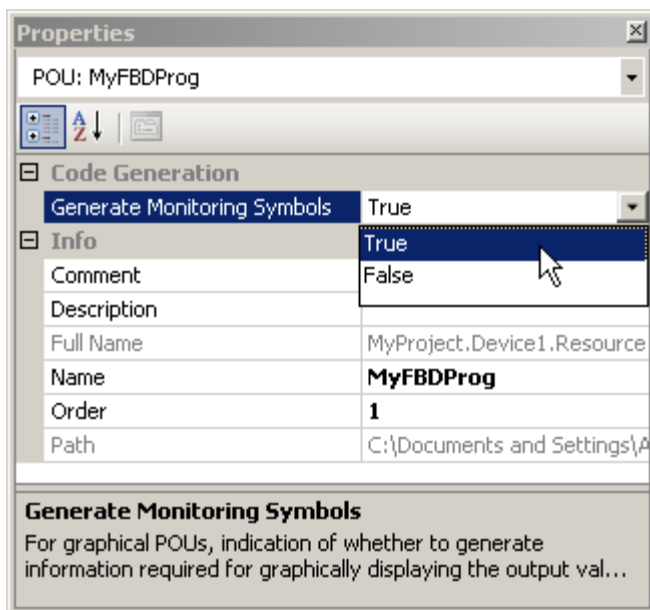 Properties
POU: MyFBDProg
A
Z
Code Generation
Generate Monitoring Symbols True
Info True
Comment False
Description
Full Name MyProject.Device1.Resource
Name MyFBDProg
Order 1
Path C:\Documents and Settings\A
Generate Monitoring Symbols
For graphical POUs, indication of whether to generate
information required for graphically displaying the output val...